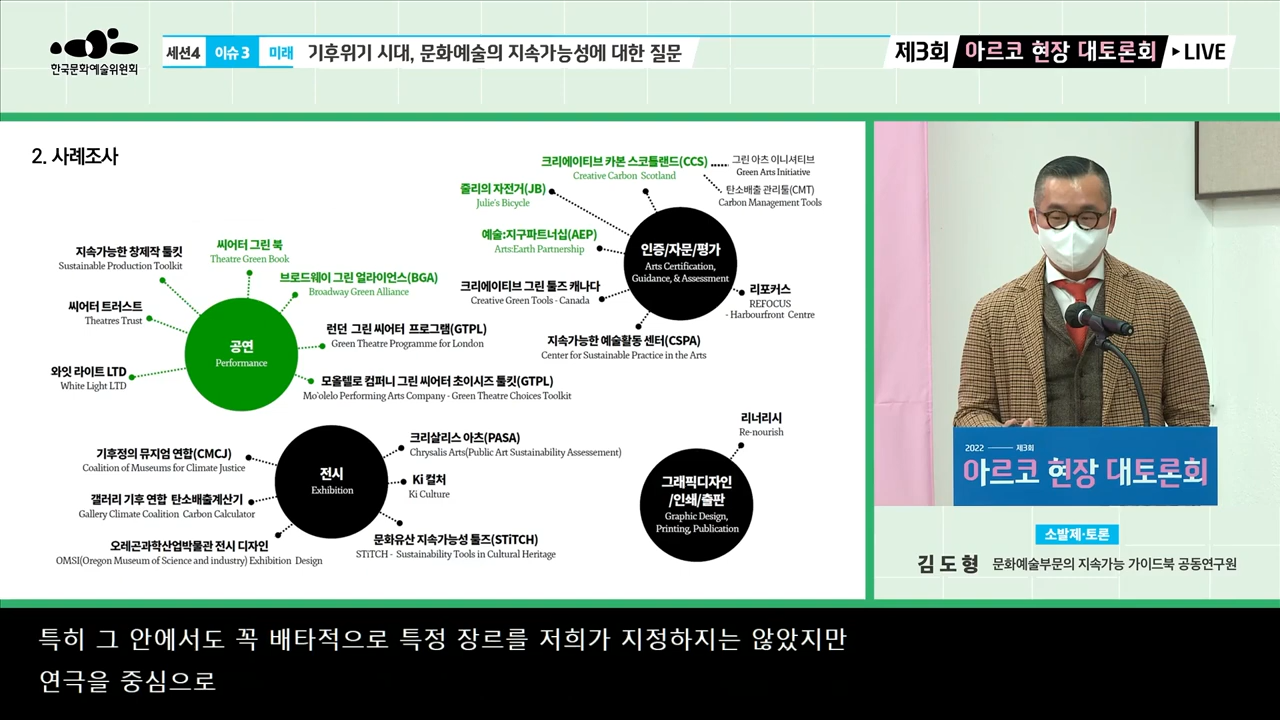 한국문화예술위원회
세션4 이슈 3 미래 기후위기 시대, 문화예술의 지속가능성에 대한 질문
제3회 아르코 현장 대토론회 ▸LIVE
2. 사례조사
크리에이티브 카본 스코틀랜드(CCS)
Creative Carbon Scotland
그린 아츠 이니셔티브
Green Arts Initiative
탄소배출 관리툴(CMT)
Carbon Management Tools
줄리의 자전거(JB)
Julie's Bicycle
예술:지구파트너십(AEP)
Arts:Earth Partnership
인증/자문/평가
Arts Certification,
Guidance, & Assessment
크리에이티브 그린 툴즈 캐나다
Creative Green Tools - Canada
리포커스
REFOCUS
- Harbourfront Centre
지속가능한 예술활동 센터(CSPA)
Center for Sustainable Practice in the Arts
지속가능한 창제작 툴킷
Sustainable Production Toolkit
씨어터 그린 북
Theatre Green Book
브로드웨이 그린 얼라이언스(BGA)
Broadway Green Alliance
씨어터 트러스트
Theatres Trust
공연
Performance
런던 그린 씨어터 프로그램(GTPL)
Green Theatre Programme for London
와잇 라이트 LTD
White Light LTD
모올렐로 컴퍼니 그린 씨어터 초이시즈 툴킷(GTPL)
Mo'olelo Performing Arts Company - Green Theatre Choices Toolkit
기후정의 뮤지엄 연합(CMCJ)
Coalition of Museums for Climate Justice
크리살리스 아츠(PASA)
Chrysalis Arts(Public Art Sustainability Assessement)
전시
Exhibition
Ki 컬처
Ki Culture
갤러리 기후 연합 탄소배출계산기
Gallery Climate Coalition Carbon Calculator
오레곤과학산업박물관 전시 디자인
OMSI(Oregon Museum of Science and industry) Exhibition Design
문화유산 지속가능성 툴즈(STiTCH)
STiTCH - Sustainability Tools in Cultural Heritage
리너리시
Re-nourish
그래픽디자인
/인쇄/출판
Graphic Design,
Printing, Publication
2022 제3회
아르코 현장 대토론회
소발제·토론
김도형 문화예술부문의 지속가능 가이드북 공동연구원
특히 그 안에서도 꼭 배타적으로 특정 장르를 저희가 지정하지는 않았지만
연극을 중심으로